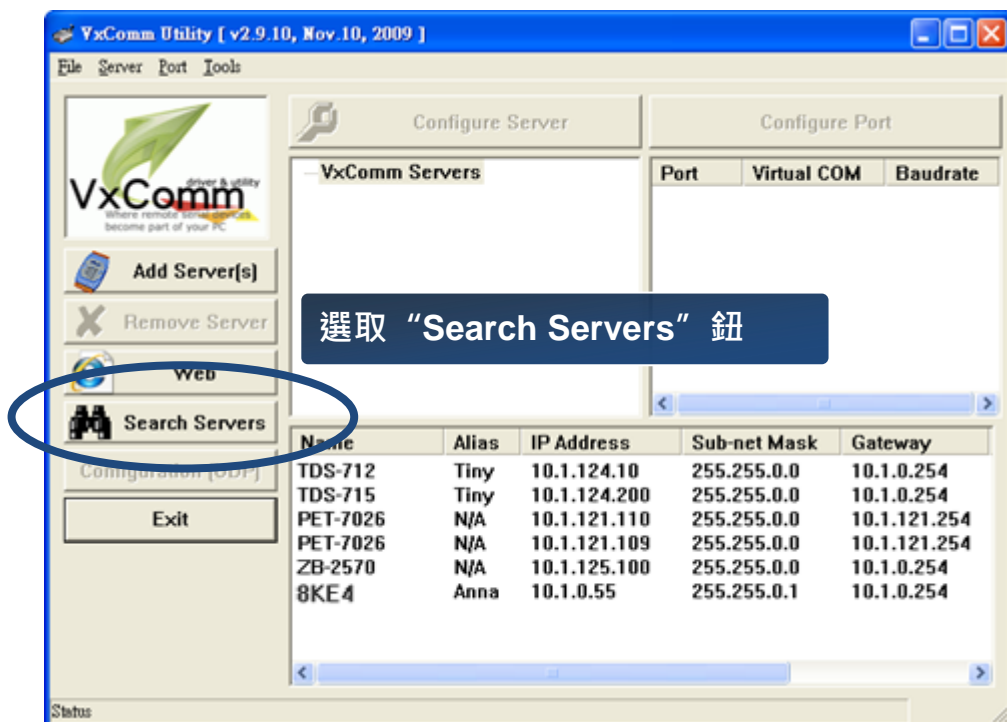 VxComm Utility [ v2.9.10, Nov.10, 2009 ]
File Server Port Tools
VxComm
driver & utility
Where remote serial devices
become part of your PC
Configure Server
Configure Port
Add Server(s)
Remove Server
Web
Search Servers
Configuration (UDP)
Exit
VxComm Servers
Port Virtual COM Baudrate
選取 “Search Servers” 鈕
Name Alias IP Address Sub-net Mask Gateway
TDS-712 Tiny 10.1.124.10 255.255.0.0 10.1.0.254
TDS-715 Tiny 10.1.124.200 255.255.0.0 10.1.0.254
PET-7026 N/A 10.1.121.110 255.255.0.0 10.1.121.254
PET-7026 N/A 10.1.121.109 255.255.0.0 10.1.121.254
ZB-2570 N/A 10.1.125.100 255.255.0.0 10.1.0.254
8KE4 Anna 10.1.0.55 255.255.0.1 10.1.0.254
Status